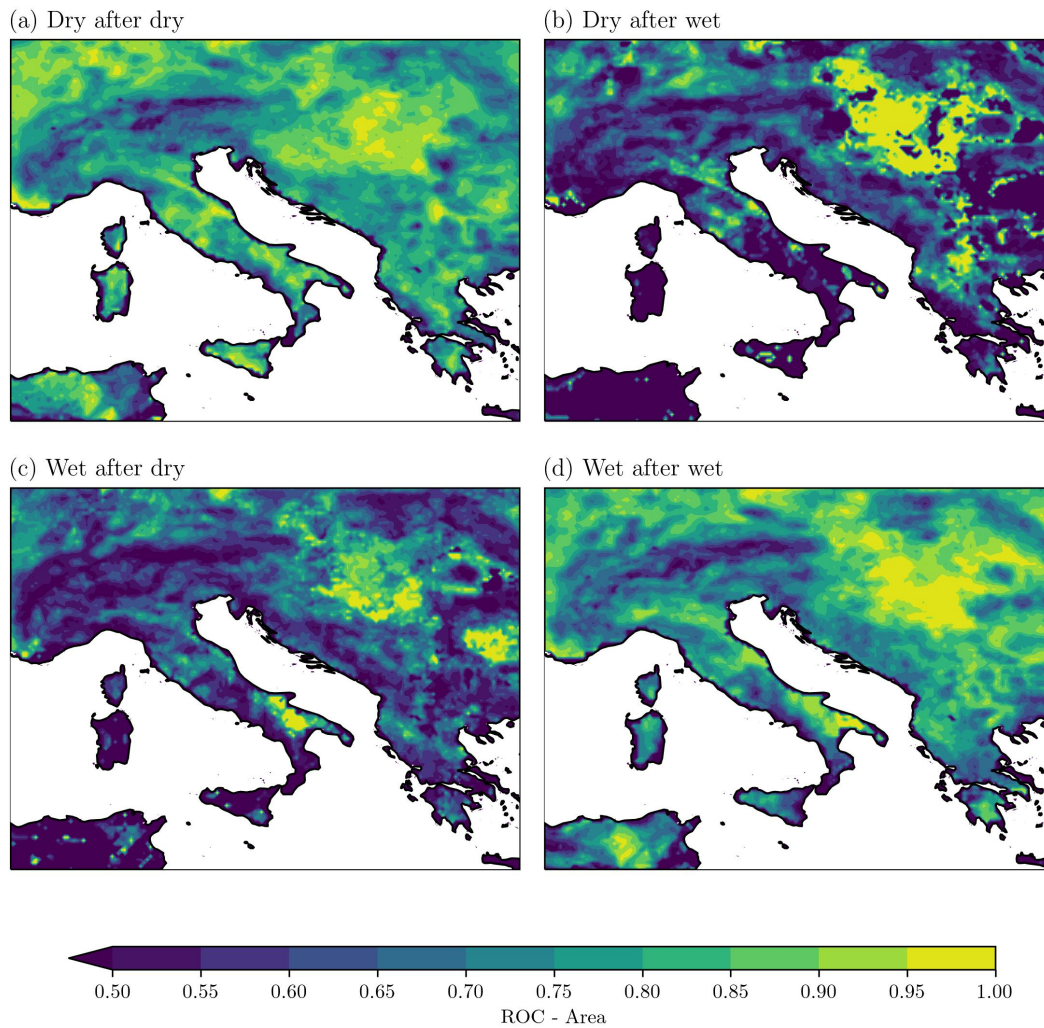 (a) Dry after dry
(b) Dry after wet
(c) Wet after dry
(d) Wet after wet
0.50 0.55 0.60 0.65 0.70 0.75 0.80 0.85 0.90 0.95 1.00
ROC - Area